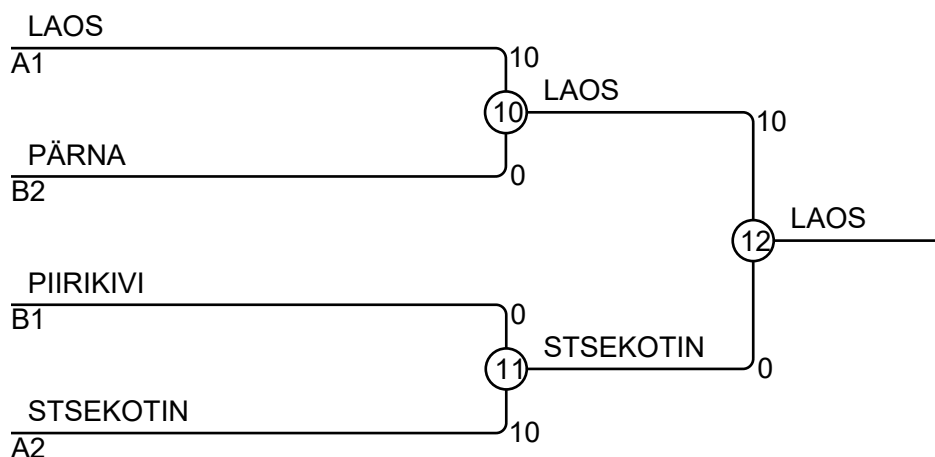 LAOS
A1
10
10
LAOS
10
PÄRNA
B2
0
12
LAOS
PIIRIKIVI
B1
0
11
STSEKOTIN
0
STSEKOTIN
A2
10